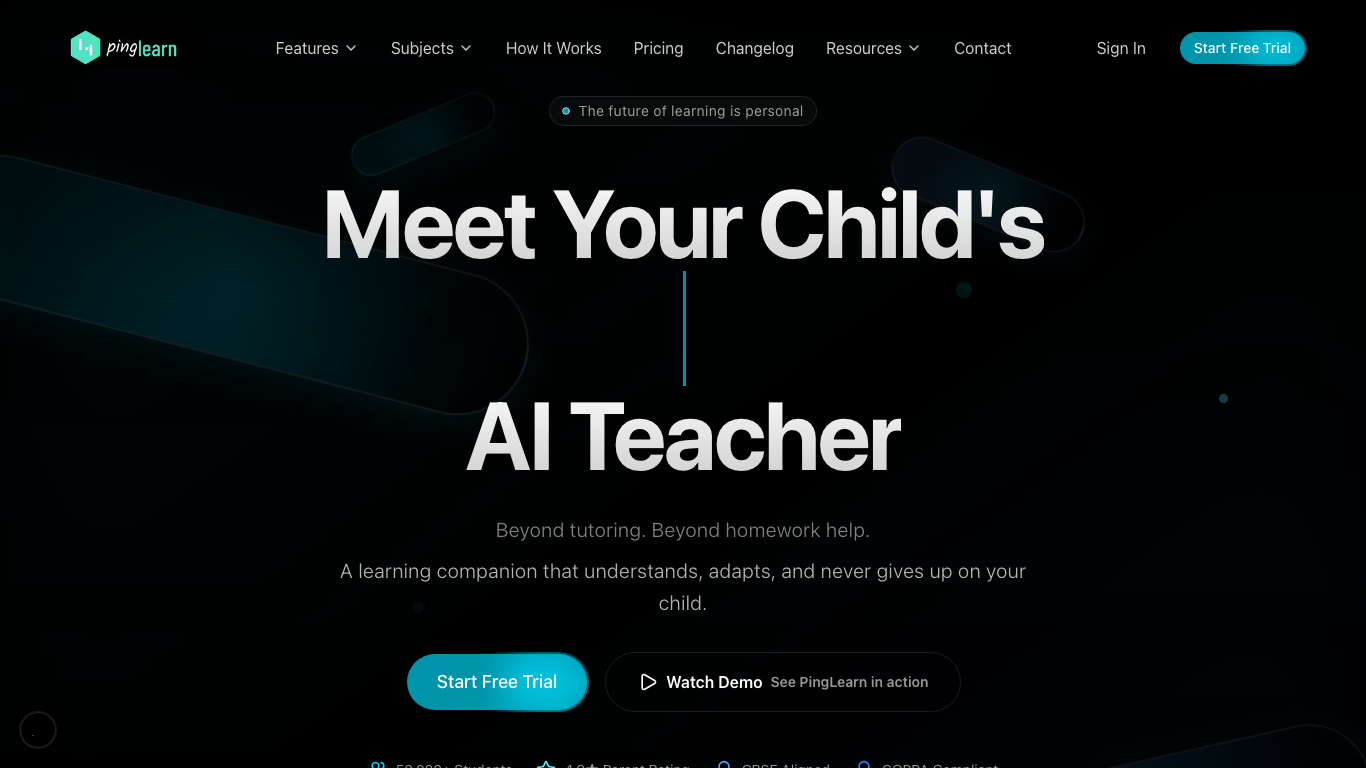 pinglearn
Features
Subjects
How It Works
Pricing
Changelog
Resources
Contact
Sign In
Start Free Trial
The future of learning is personal
Meet Your Child's
AI Teacher
Beyond tutoring. Beyond homework help.
A learning companion that understands, adapts, and never gives up on your
child.
Start Free Trial
Watch Demo See PingLearn in action
Students
Parent Rating
CBSE Aligned
COPPA Compliant